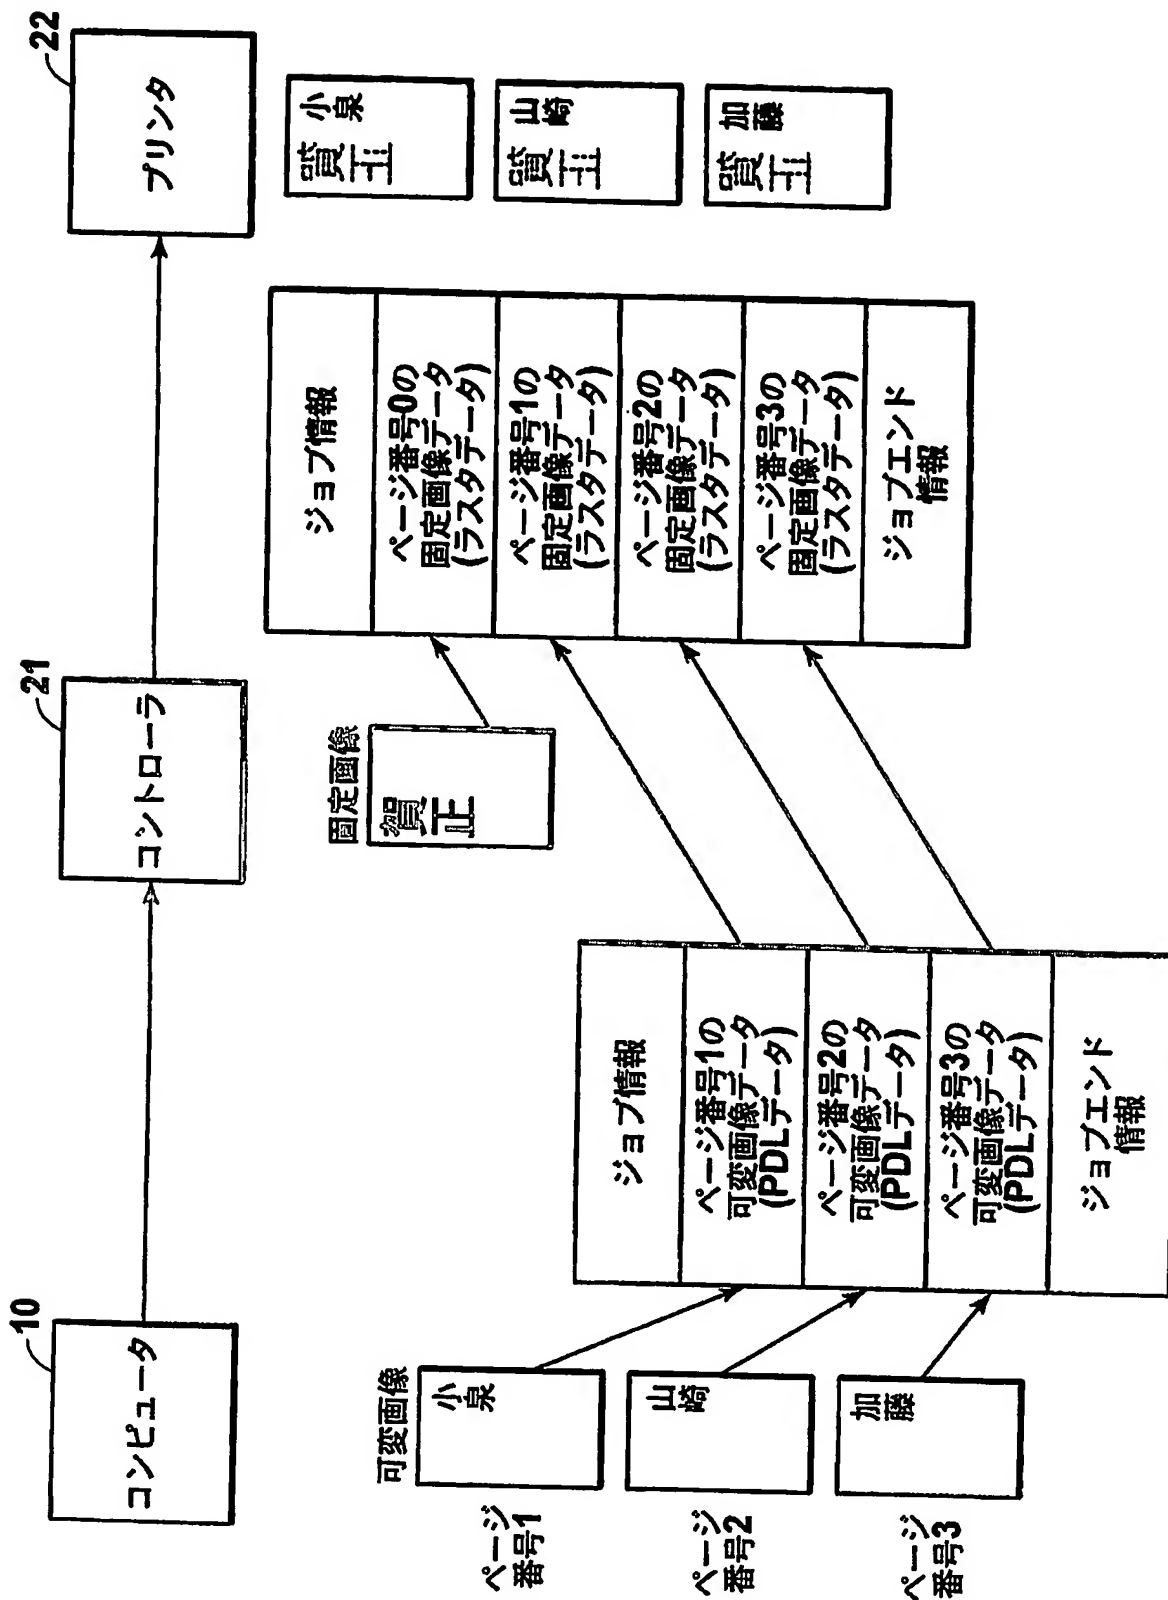 10
コンピュータ
21
コントローラ
22
プリンタ
可変画像
ページ
番号1
小
泉
ページ
番号2
山
崎
ページ
番号3
加
藤
ジョブ情報
ページ番号1の
可変画像データ
(PDLデータ)
ページ番号2の
可変画像データ
(PDLデータ)
ページ番号3の
可変画像データ
(PDLデータ)
ジョブエンド
情報
固定画像
賀
正
ジョブ情報
ページ番号0の
固定画像データ
(ラスタデータ)
ページ番号1の
固定画像データ
(ラスタデータ)
ページ番号2の
固定画像データ
(ラスタデータ)
ページ番号3の
固定画像データ
(ラスタデータ)
ジョブエンド
情報
賀
正
小
泉
賀
正
山
崎
賀
正
加
藤